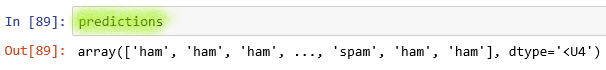 In [89]: predictions
Out[89]: array(['ham', 'ham', 'ham', ..., 'spam', 'ham', 'ham'], dtype='<U4')